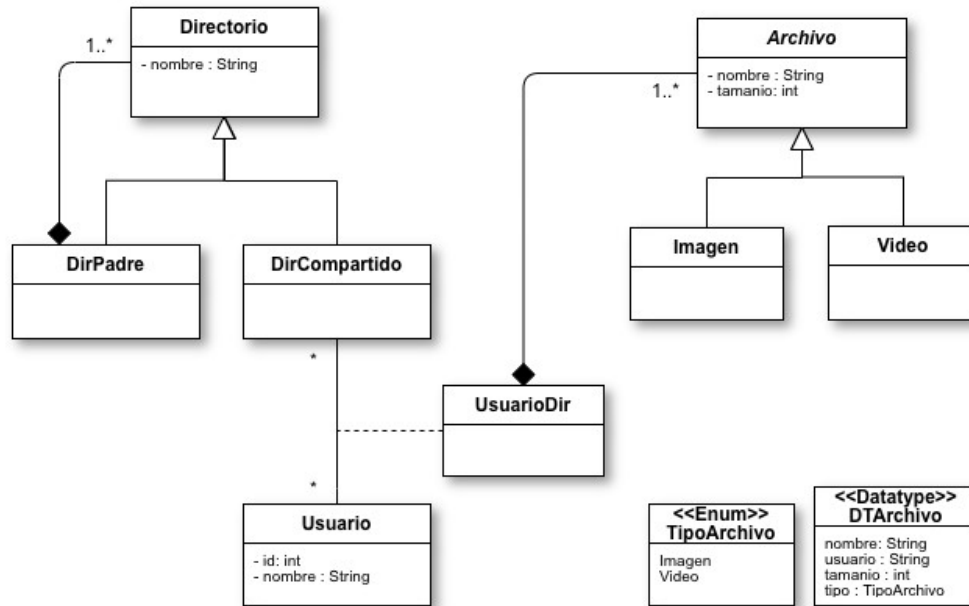 Directorio
- nombre : String
1..*
Archivo
- nombre : String
- tamanio: int
1..*
DirPadre
DirCompartido
Imagen
Video
*
UsuarioDir
*
Usuario
- id: int
- nombre : String
<<Enum>>
TipoArchivo
Imagen
Video
<<Datatype>>
DTArchivo
nombre: String
usuario : String
tamanio : int
tipo : TipoArchivo